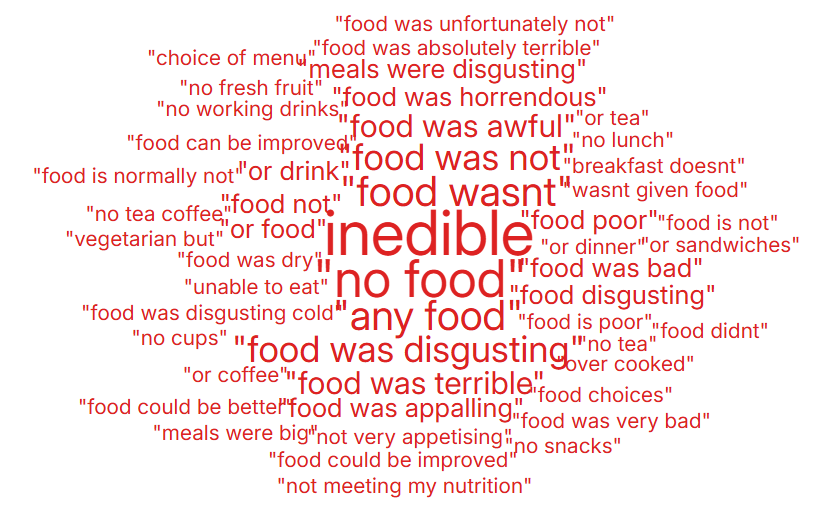 "food was unfortunately not"
"food was absolutely terrible"
"choice of menu"
"meals were disgusting"
"no fresh fruit"
"food was horrendous"
"no working drinks"
"or tea"
"food was awful"
"no lunch"
"food can be improved"
"food was not"
"breakfast doesnt"
"or drink"
"food is normally not"
"food wasnt"
"wasnt given food"
"food not"
"no tea coffee"
"food poor"
"food is not"
"or food"
inedible
"vegetarian but"
"or dinner"
"or sandwiches"
"food was dry"
"food was bad"
"no food"
"unable to eat"
"food disgusting"
"food was disgusting cold"
"any food"
"food is poor"
"food didnt"
"no cups"
"no tea"
"food was disgusting"
"over cooked"
"or coffee"
"food was terrible"
"food choices"
"food could be better"
"food was appalling"
"food was very bad"
"meals were big"
"not very appetising"
"no snacks"
"food could be improved"
"not meeting my nutrition"